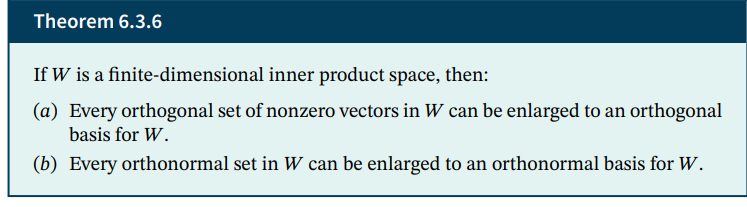 Theorem 6.3.6
If W is a finite-dimensional inner product space, then:
(a) Every orthogonal set of nonzero vectors in W can be enlarged to an orthogonal
basis for W.
(b) Every orthonormal set in W can be enlarged to an orthonormal basis for W.